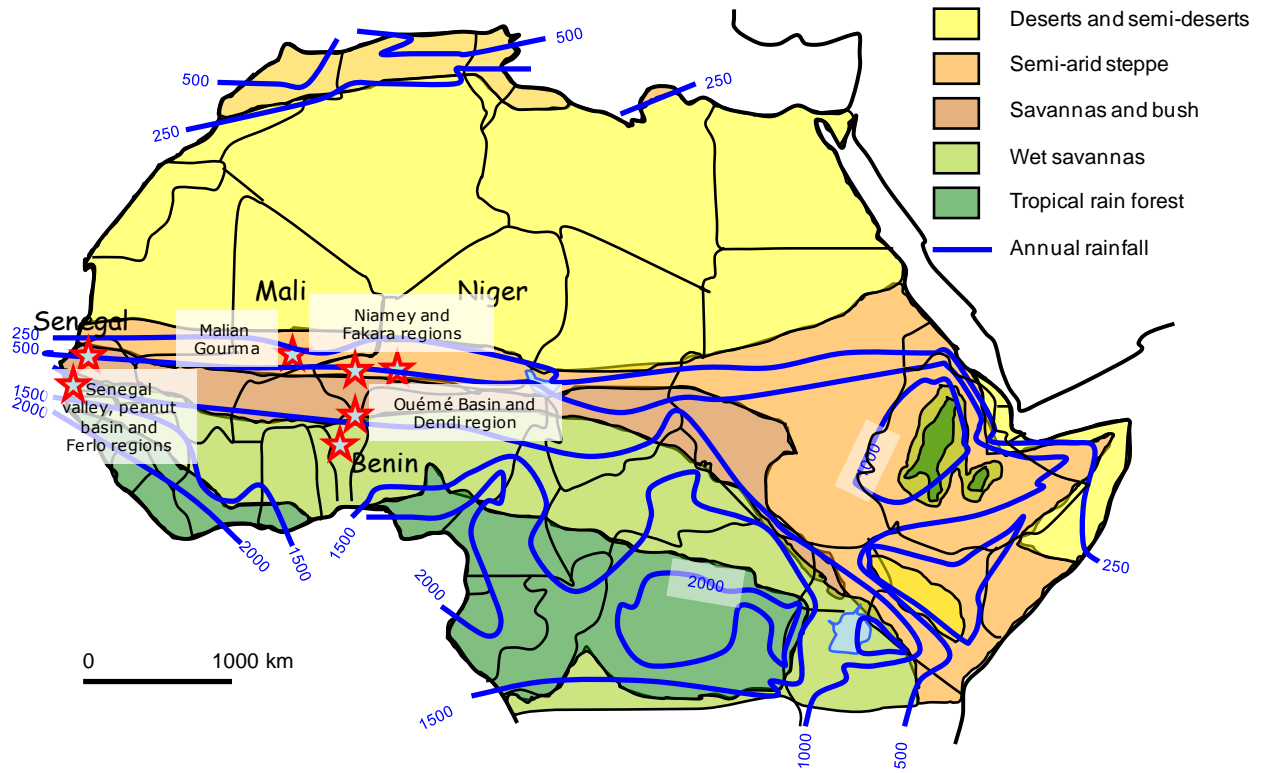 Deserts and semi-deserts
Semi-arid steppe
Savannas and bush
Wet savannas
Tropical rain forest
Annual rainfall
500
500
250
250
Mali
Niger
Senegal
Niamey and
Fakara regions
Malian
Gourma
250
500
1500
2000
Senegal
valley, peanut
basin and
Ferlo regions
Ouémé Basin and
Dendi region
Benin
1000
2000
1500
1500
250
2000
2000
0 1000 km
1500
1000
500